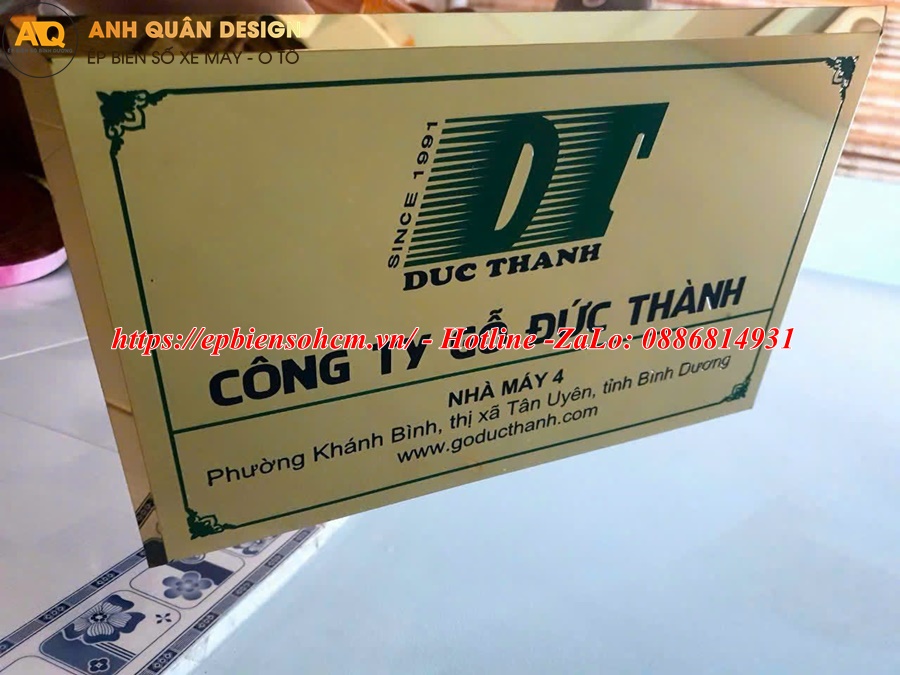 AQ
ANH QUÂN DESIGN
ÉP BIỂN SỐ XE MÁY - Ô TÔ
SINCE 1991
DT
DUC THANH
CÔNG Ty GỖ ĐỨC THÀNH
https://epbiensohcm.vn/ - Hotline -ZaLo: 0886814931
NHÀ MÁY 4
Phường Khánh Bình, thị xã Tân Uyên, tỉnh Bình Dương
www.goducthanh.com